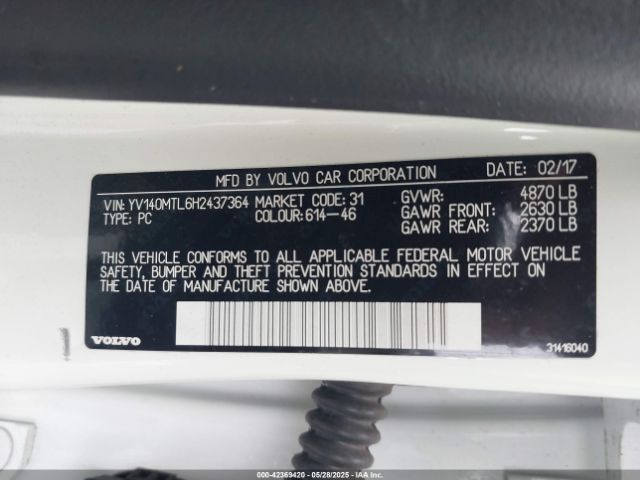 MFD BY VOLVO CAR CORPORATION DATE: 02/17
VIN: YV140MTL6H2437364 MARKET CODE: 31 GVWR: 4870 LB
TYPE: PC COLOUR:614-46 GAWR FRONT: 2630 LB
GAWR REAR: 2370 LB
THIS VEHICLE CONFORMS TO ALL APPLICABLE FEDERAL MOTOR VEHICLE
SAFETY, BUMPER AND THEFT PREVENTION STANDARDS IN EFFECT ON
THE DATE OF MANUFACTURE SHOWN ABOVE.
VOLVO 31416040
000-42369420 - 05/28/2025 - IAAI.COM